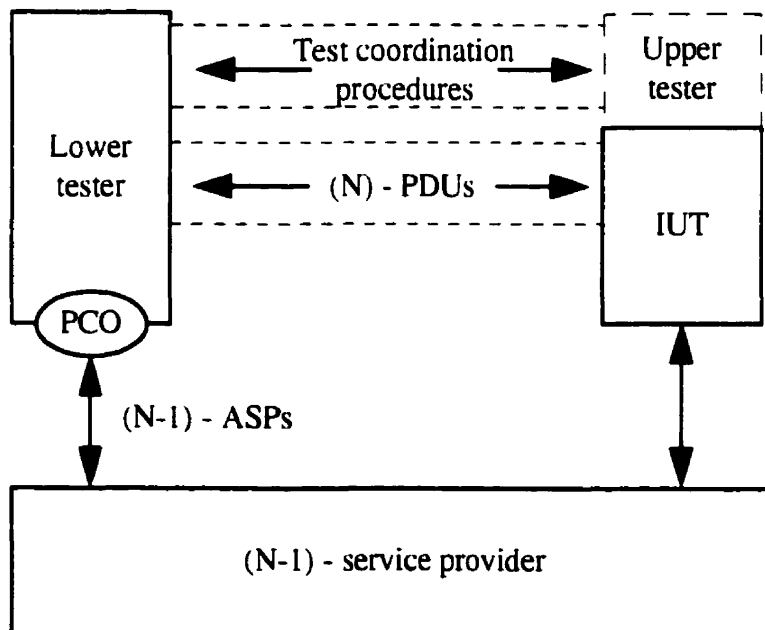 Test coordination
procedures
Upper
tester
Lower
tester
(N) - PDUs
IUT
PCO
(N-1) - ASPs
(N-1) - service provider